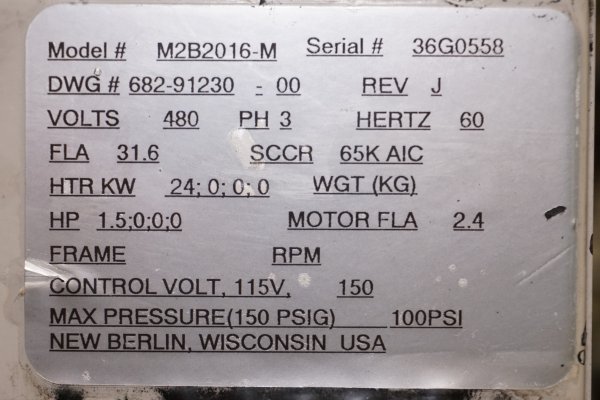 Model # M2B2016-M Serial # 36G0558
DWG # 682-91230 - 00 REV J
VOLTS 480 PH 3 HERTZ 60
FLA 31.6 SCCR 65K AIC
HTR KW 24; 0; 0; 0 WGT (KG)
HP 1.5;0;0;0 MOTOR FLA 2.4
FRAME RPM
CONTROL VOLT, 115V, 150
MAX PRESSURE(150 PSIG) 100PSI
NEW BERLIN, WISCONSIN USA